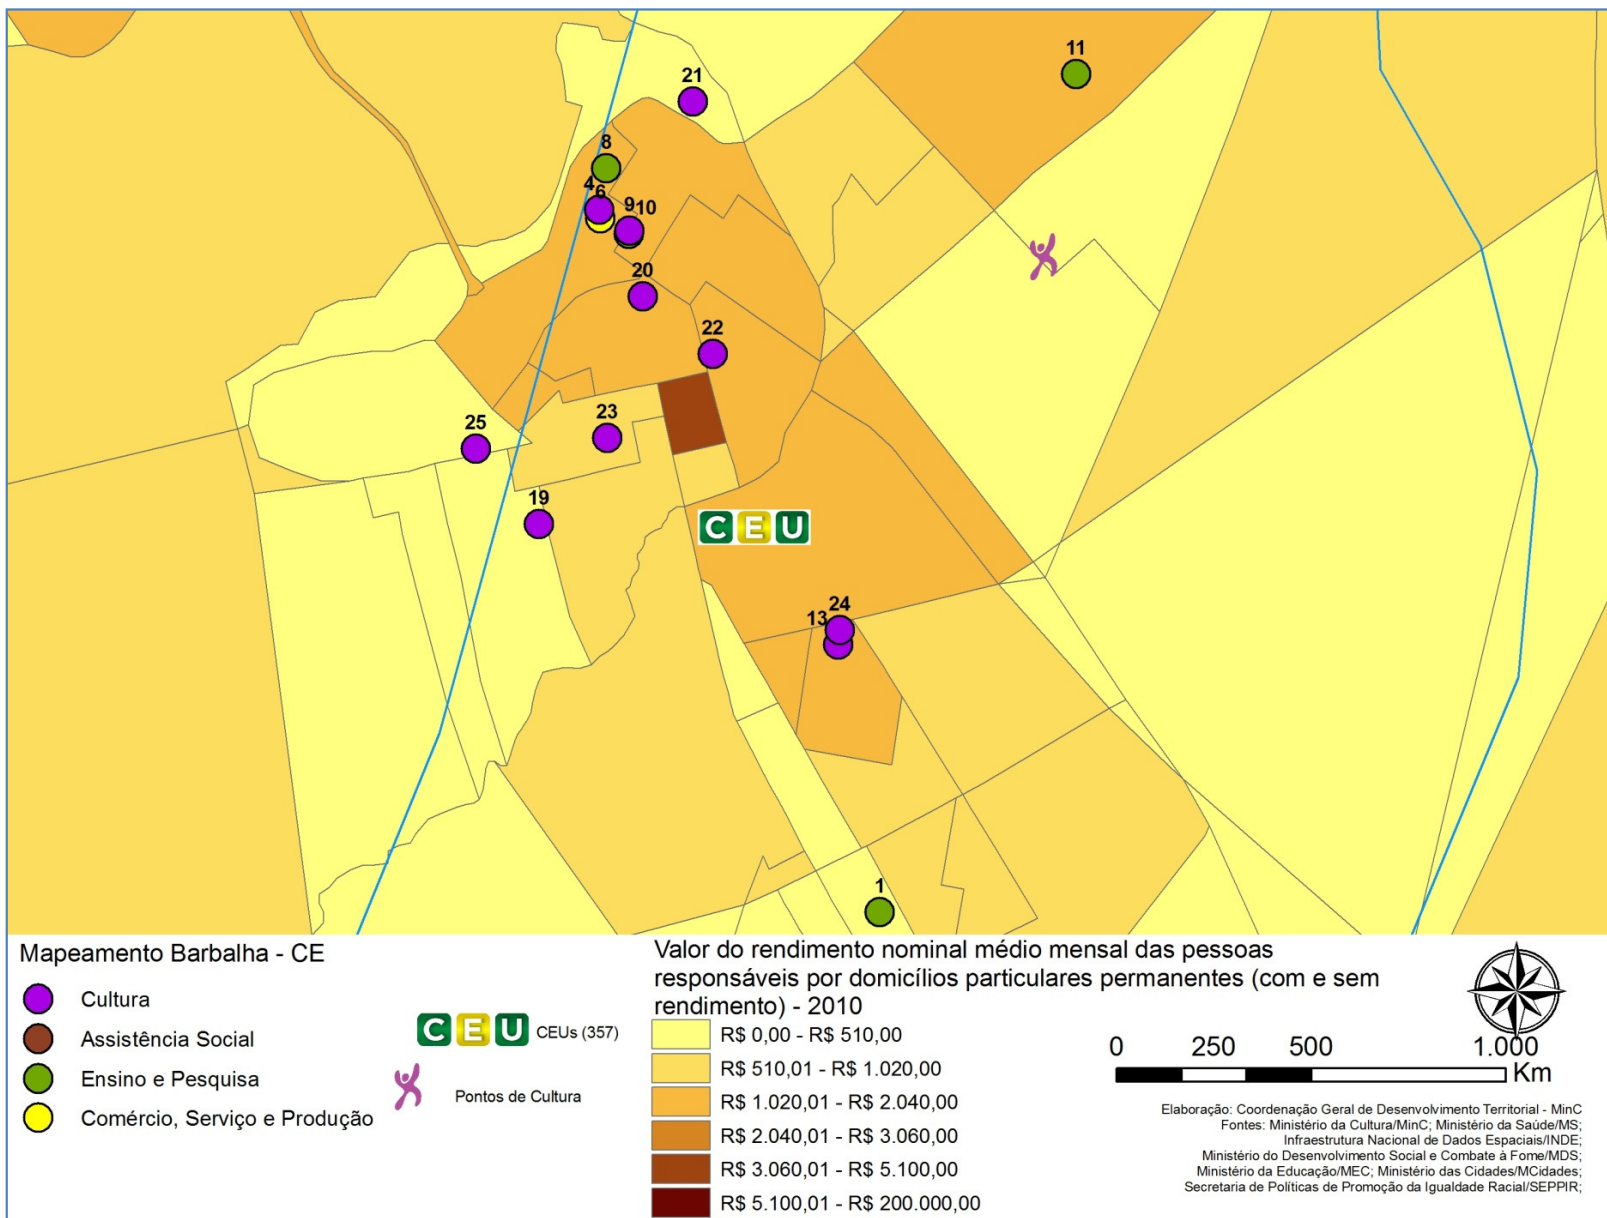 11
21
8
4
6
9
10
20
22
23
25
19
CEU
24
13
1
Mapeamento Barbalha - CE
Cultura
Assistência Social
Ensino e Pesquisa
Comércio, Serviço e Produção
CEU CEUs (357)
Pontos de Cultura
Valor do rendimento nominal médio mensal das pessoas
responsáveis por domicílios particulares permanentes (com e sem
rendimento) - 2010
R$ 0,00 - R$ 510,00
R$ 510,01 - R$ 1.020,00
R$ 1.020,01 - R$ 2.040,00
R$ 2.040,01 - R$ 3.060,00
R$ 3.060,01 - R$ 5.100,00
R$ 5.100,01 - R$ 200.000,00
0 250 500 1.000
Km
Elaboração: Coordenação Geral de Desenvolvimento Territorial - MinC
Fontes: Ministério da Cultura/MinC; Ministério da Saúde/MS;
Infraestrutura Nacional de Dados Espaciais/INDE;
Ministério do Desenvolvimento Social e Combate à Fome/MDS;
Ministério da Educação/MEC; Ministério das Cidades/MCidades;
Secretaria de Políticas de Promoção da Igualdade Racial/SEPPIR;